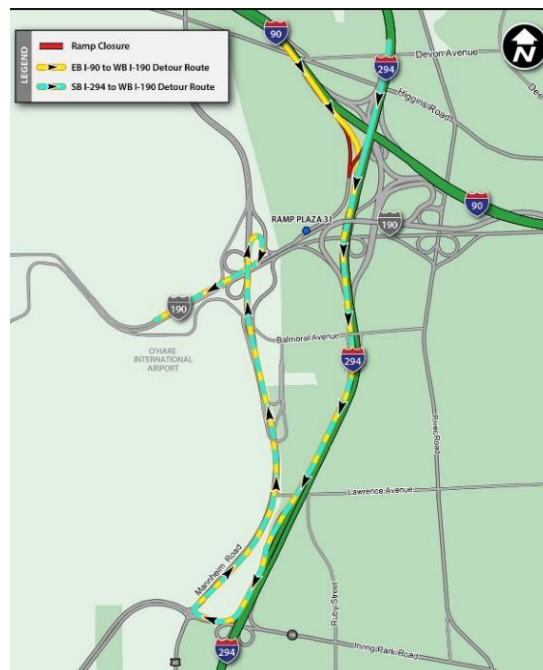 LEGEND
Ramp Closure
EB I-90 to WB I-190 Detour Route
SB I-294 to WB I-190 Detour Route
90
294
Devon Avenue
N
Higgins Road
Dee
90
RAMP PLAZA 31
190
190
O'HARE
INTERNATIONAL
AIRPORT
Balmoral Avenue
294
River Road
Lawrence Avenue
Mannheim Road
Ruby Street
294
Irving Park Road